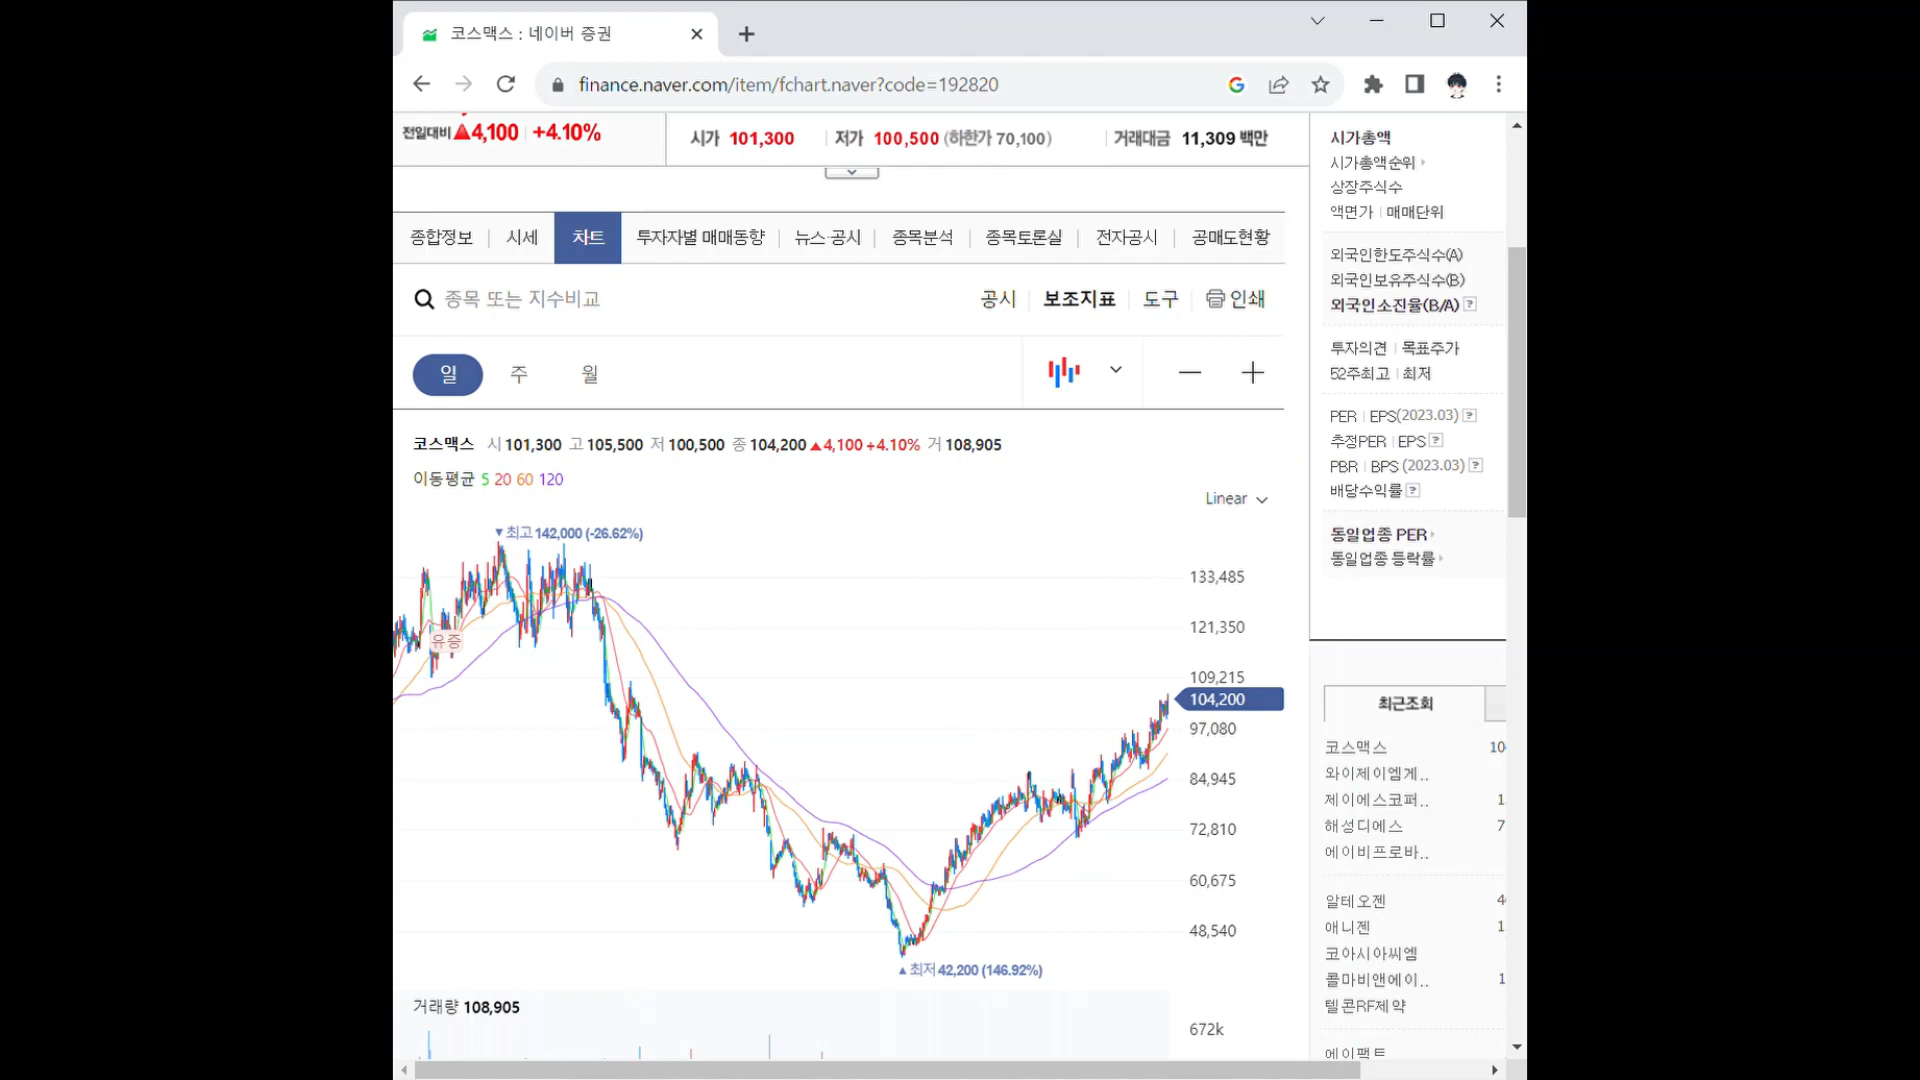 코스맥스 : 네이버 증권
finance.naver.com/item/fchart.naver?code=192820
전일대비 ▲4,100 +4.10%
시가 101,300 저가 100,500 (하한가 70,100) 거래대금 11,309 백만
종합정보 시세 차트 투자자별 매매동향 뉴스·공시 종목분석 종목토론실 전자공시 공매도현황
종목 또는 지수비교 공시 보조지표 도구 인쇄
일 주 월
코스맥스 시 101,300 고 105,500 저 100,500 종 104,200 ▲4,100 +4.10% 거 108,905
이동평균 5 20 60 120
Linear
▼최고 142,000 (-26.62%)
133,485
121,350
유증
109,215
104,200
97,080
84,945
72,810
60,675
48,540
▲최저 42,200 (146.92%)
거래량 108,905
672k
시가총액
시가총액순위
상장주식수
액면가 | 매매단위
외국인한도주식수(A)
외국인보유주식수(B)
외국인소진율(B/A) ?
투자의견 | 목표주가
52주최고 | 최저
PER | EPS(2023.03) ?
추정PER | EPS ?
PBR | BPS (2023.03) ?
배당수익률 ?
동일업종 PER
동일업종 등락률
최근조회
코스맥스 10
와이제이엠게..
제이에스코퍼.. 1
해성디에스 7
에이비프로바..
알테오젠 4
애니젠 1
코아시아씨엠
콜마비앤에이.. 1
텔콘RF제약
에이팩트